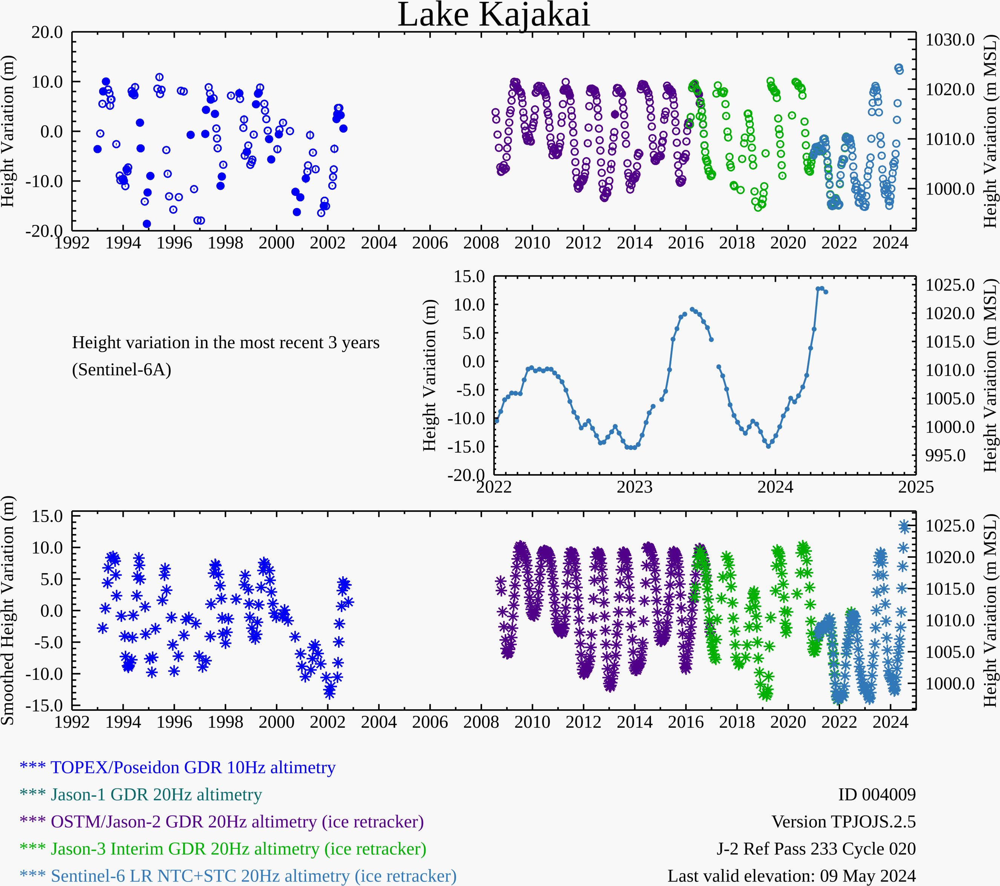 Lake Kajakai
Height Variation (m)
20.0
10.0
0.0
-10.0
-20.0
1030.0
1020.0
1010.0
1000.0
Height Variation (m MSL)
1992 1994 1996 1998 2000 2002 2004 2006 2008 2010 2012 2014 2016 2018 2020 2022 2024
Height variation in the most recent 3 years
(Sentinel-6A)
Height Variation (m)
15.0
10.0
5.0
0.0
-5.0
-10.0
-15.0
-20.0
1025.0
1020.0
1015.0
1010.0
1005.0
1000.0
995.0
Height Variation (m MSL)
2022 2023 2024 2025
Smoothed Height Variation (m)
15.0
10.0
5.0
0.0
-5.0
-10.0
-15.0
1025.0
1020.0
1015.0
1010.0
1005.0
1000.0
Height Variation (m MSL)
1992 1994 1996 1998 2000 2002 2004 2006 2008 2010 2012 2014 2016 2018 2020 2022 2024
*** TOPEX/Poseidon GDR 10Hz altimetry
*** Jason-1 GDR 20Hz altimetry
*** OSTM/Jason-2 GDR 20Hz altimetry (ice retracker)
*** Jason-3 Interim GDR 20Hz altimetry (ice retracker)
*** Sentinel-6 LR NTC+STC 20Hz altimetry (ice retracker)
ID 004009
Version TPJOJS.2.5
J-2 Ref Pass 233 Cycle 020
Last valid elevation: 09 May 2024